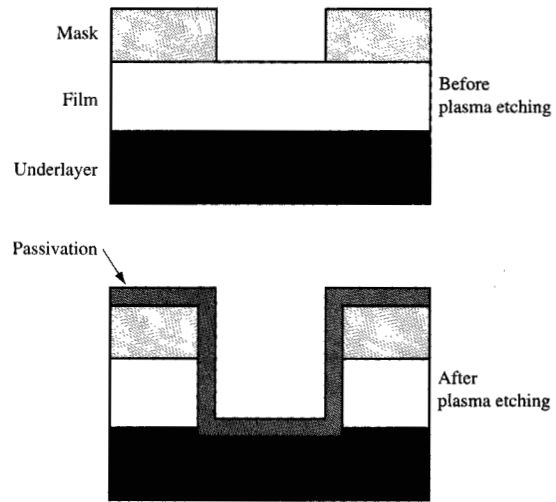 Mask
Film
Underlayer
Before
plasma etching
Passivation
After
plasma etching